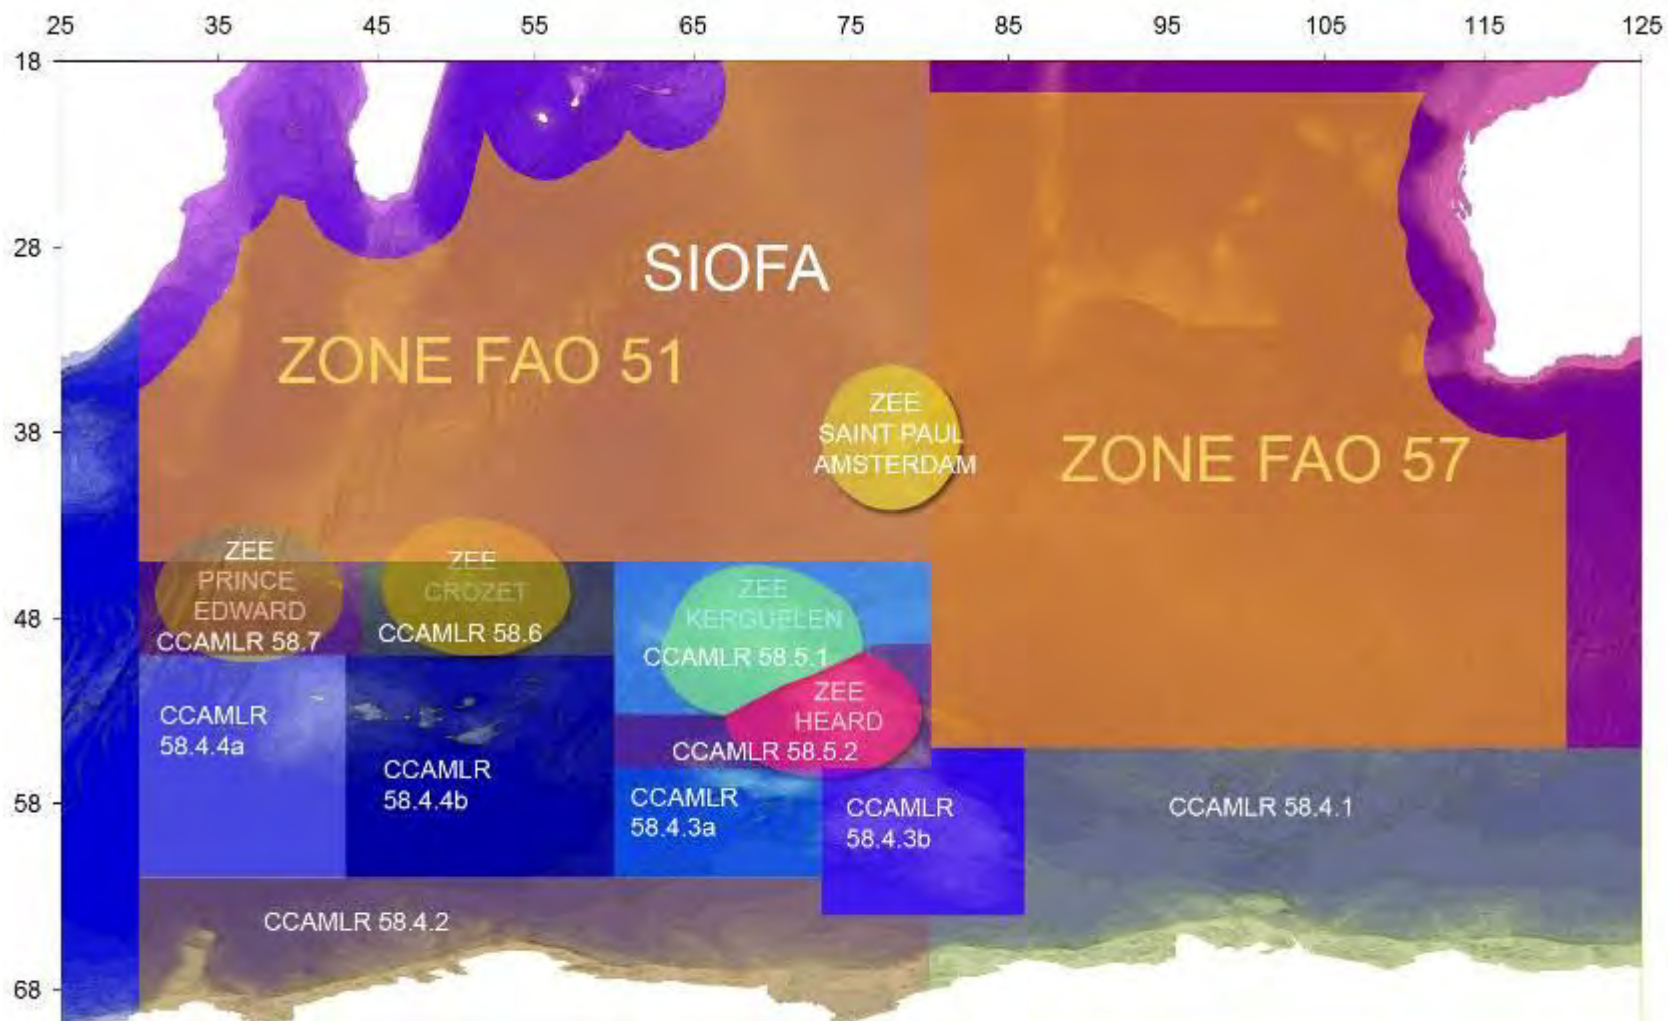 25 35 45 55 65 75 85 95 105 115 125
18
28
38
48
58
68
SIOFA
ZONE FAO 51
ZEE
SAINT PAUL
AMSTERDAM
ZONE FAO 57
ZEE
PRINCE
EDWARD
CCAMLR 58.7
ZEE
CROZET
CCAMLR 58.6
ZEE
KERGUELEN
CCAMLR 58.5.1
ZEE
HEARD
CCAMLR 58.5.2
CCAMLR
58.4.4a
CCAMLR
58.4.4b
CCAMLR
58.4.3a
CCAMLR
58.4.3b
CCAMLR 58.4.1
CCAMLR 58.4.2